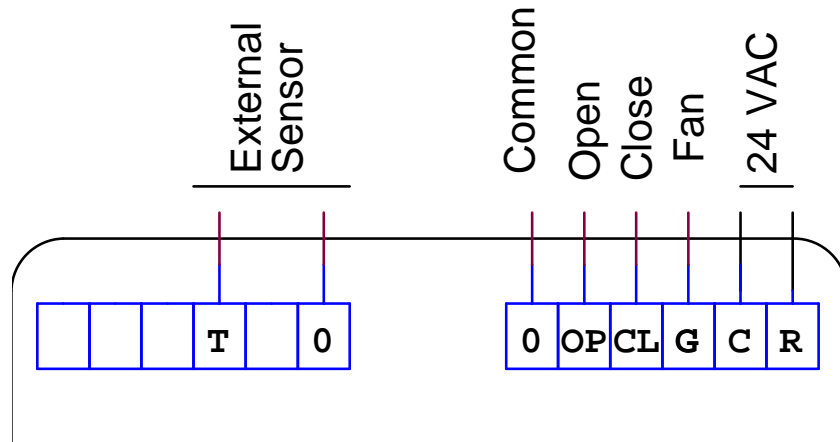 External
Sensor
Common
Open
Close
Fan
24 VAC
T 0
0 OP CL G C R